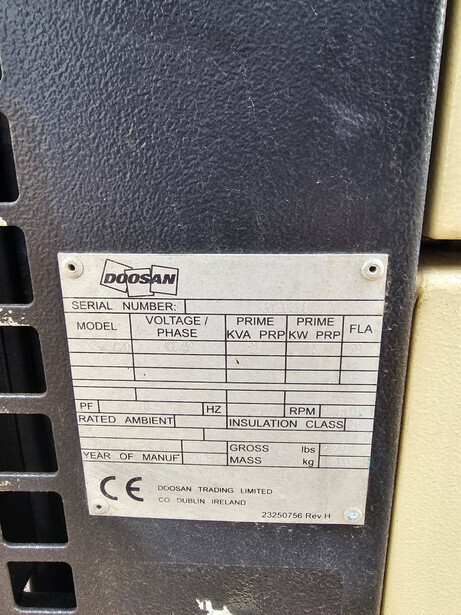 DOOSAN
SERIAL NUMBER:
MODEL VOLTAGE / PHASE PRIME KVA PRP PRIME KW PRP FLA
PF HZ RPM
RATED AMBIENT INSULATION CLASS
YEAR OF MANUF GROSS MASS lbs kg
CE DOOSAN TRADING LIMITED
CO DUBLIN IRELAND
23250756 Rev.H